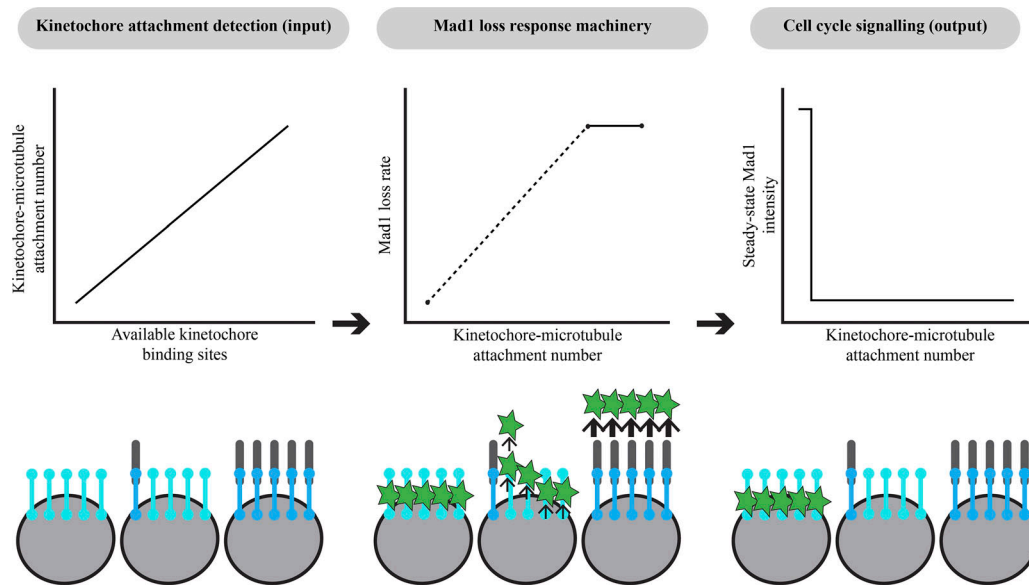 Kinetochore attachment detection (input)
Mad1 loss response machinery
Cell cycle signalling (output)
Kinetochore-microtubule
attachment number
Available kinetochore
binding sites
Mad1 loss rate
Kinetochore-microtubule
attachment number
Steady-state Mad1
intensity
Kinetochore-microtubule
attachment number